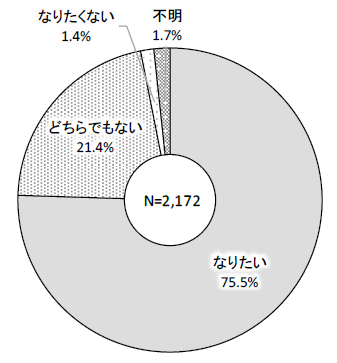 なりたくない
1.4%
不明
1.7%
どちらでもない
21.4%
N=2,172
なりたい
75.5%